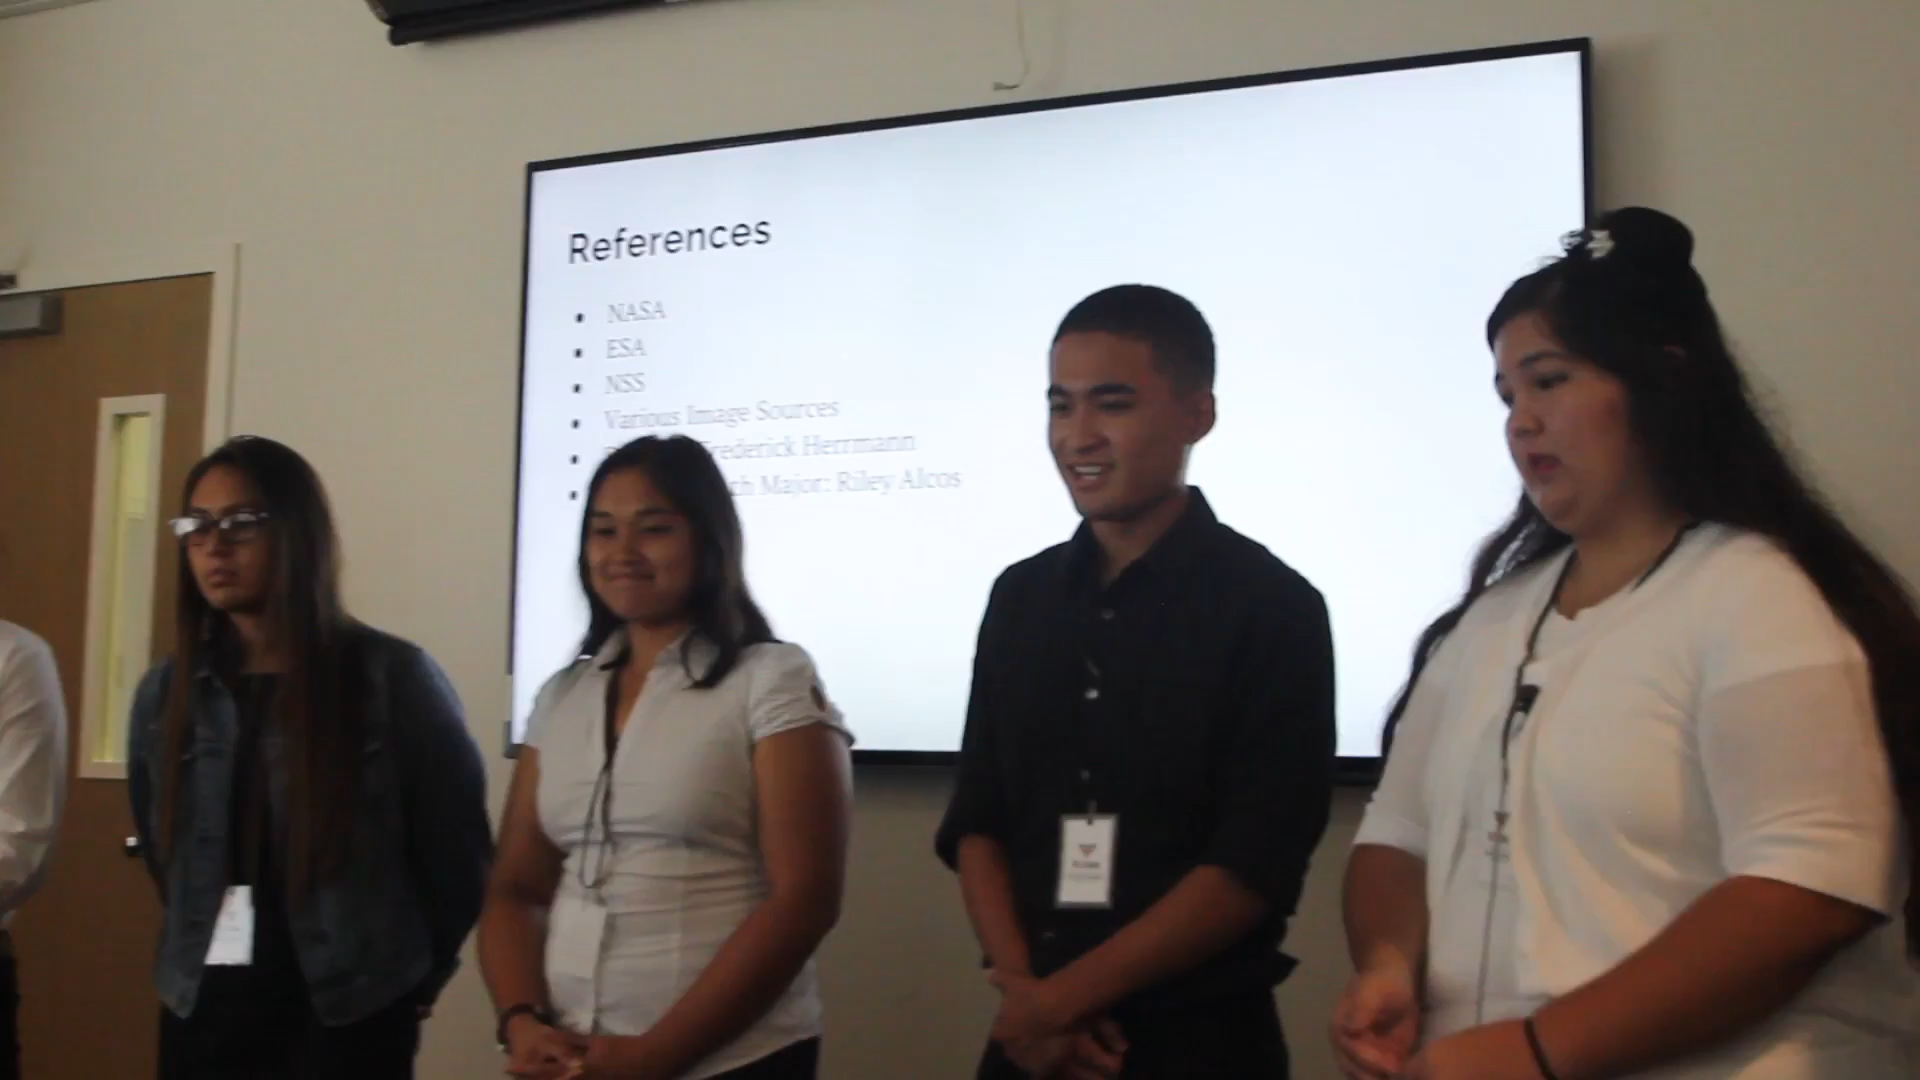 References
• NASA
• ESA
• NSS
• Various Image Sources
• Frederick Herrmann
• Major: Riley Alcos